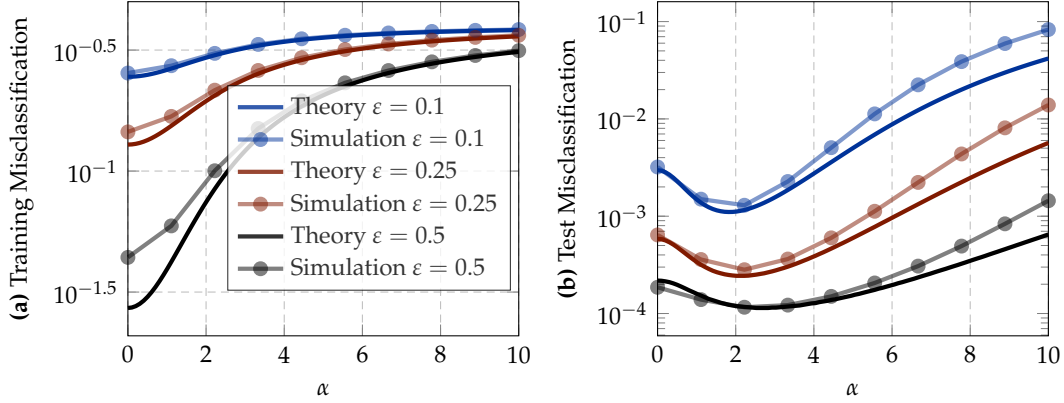 (a) Training Misclassification
10^−0.5
10^−1
10^−1.5
0 2 4 6 8 10
α
Theory ε = 0.1
Simulation ε = 0.1
Theory ε = 0.25
Simulation ε = 0.25
Theory ε = 0.5
Simulation ε = 0.5
(b) Test Misclassification
10^−1
10^−2
10^−3
10^−4
0 2 4 6 8 10
α